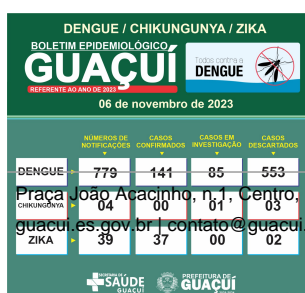 DENGUE / CHIKUNGUNYA / ZIKA
BOLETIM EPIDEMIOLÓGICO
GUAÇUÍ
REFERENTE AO ANO DE 2023
Todos contra a
DENGUE
06 de novembro de 2023
NÚMEROS DE NOTIFICAÇÕES CASOS CONFIRMADOS CASOS EM INVESTIGAÇÃO CASOS DESCARTADOS
DENGUE 779 141 85 553
Praça João Acacinho, n.1, Centro,
CHIKUNGUNYA 04 00 01 03
guacui.es.gov.br | contato@guacui.
ZIKA 39 37 00 02
SECRETARIA DE SAÚDE GUAÇUÍ
PREFEITURA DE GUAÇUÍ